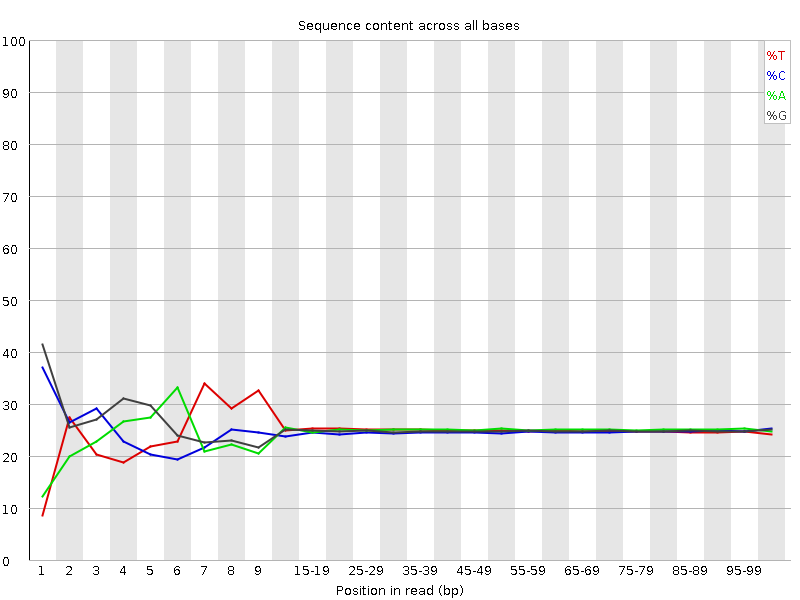 Sequence content across all bases
100
90
80
70
60
50
40
30
20
10
0
%T
%C
%A
%G
1 2 3 4 5 6 7 8 9 15-19 25-29 35-39 45-49 55-59 65-69 75-79 85-89 95-99
Position in read (bp)